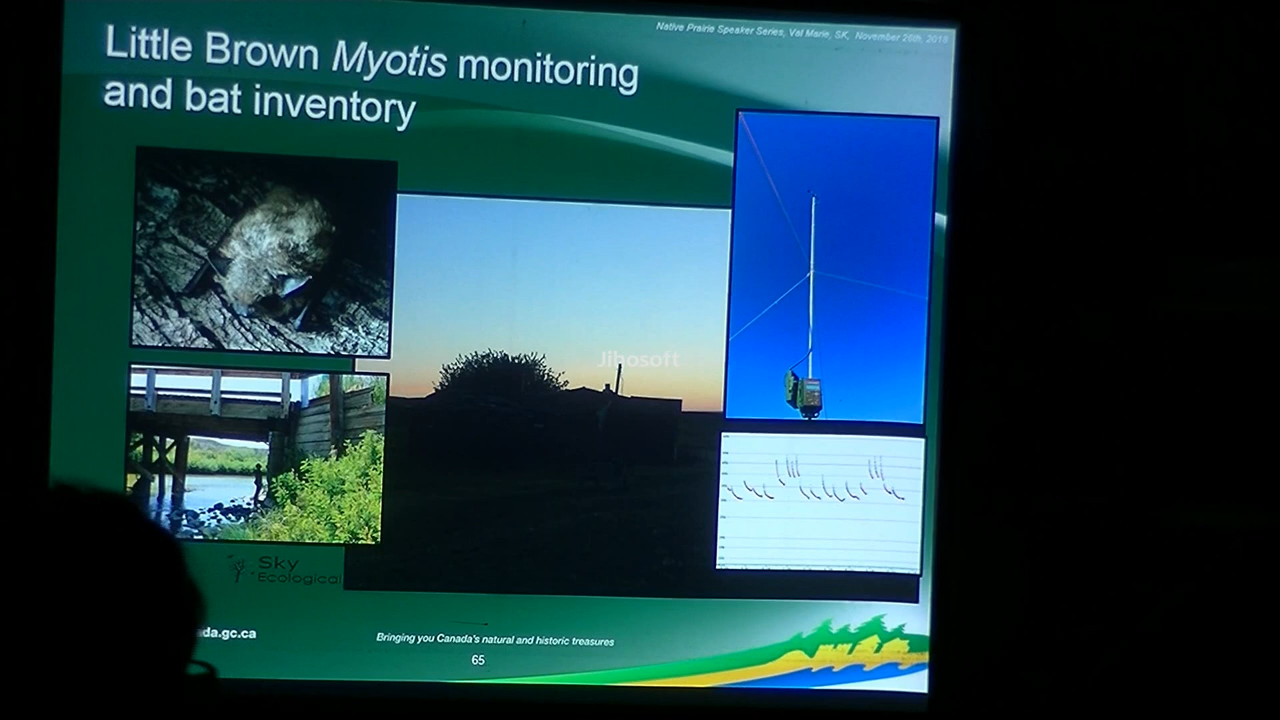 Native Prairie Speaker Series, Val Marie, SK, November 26th, 2018
Little Brown Myotis monitoring
and bat inventory
Jihosoft
Sky
Ecological
da.gc.ca
Bringing you Canada's natural and historic treasures
65